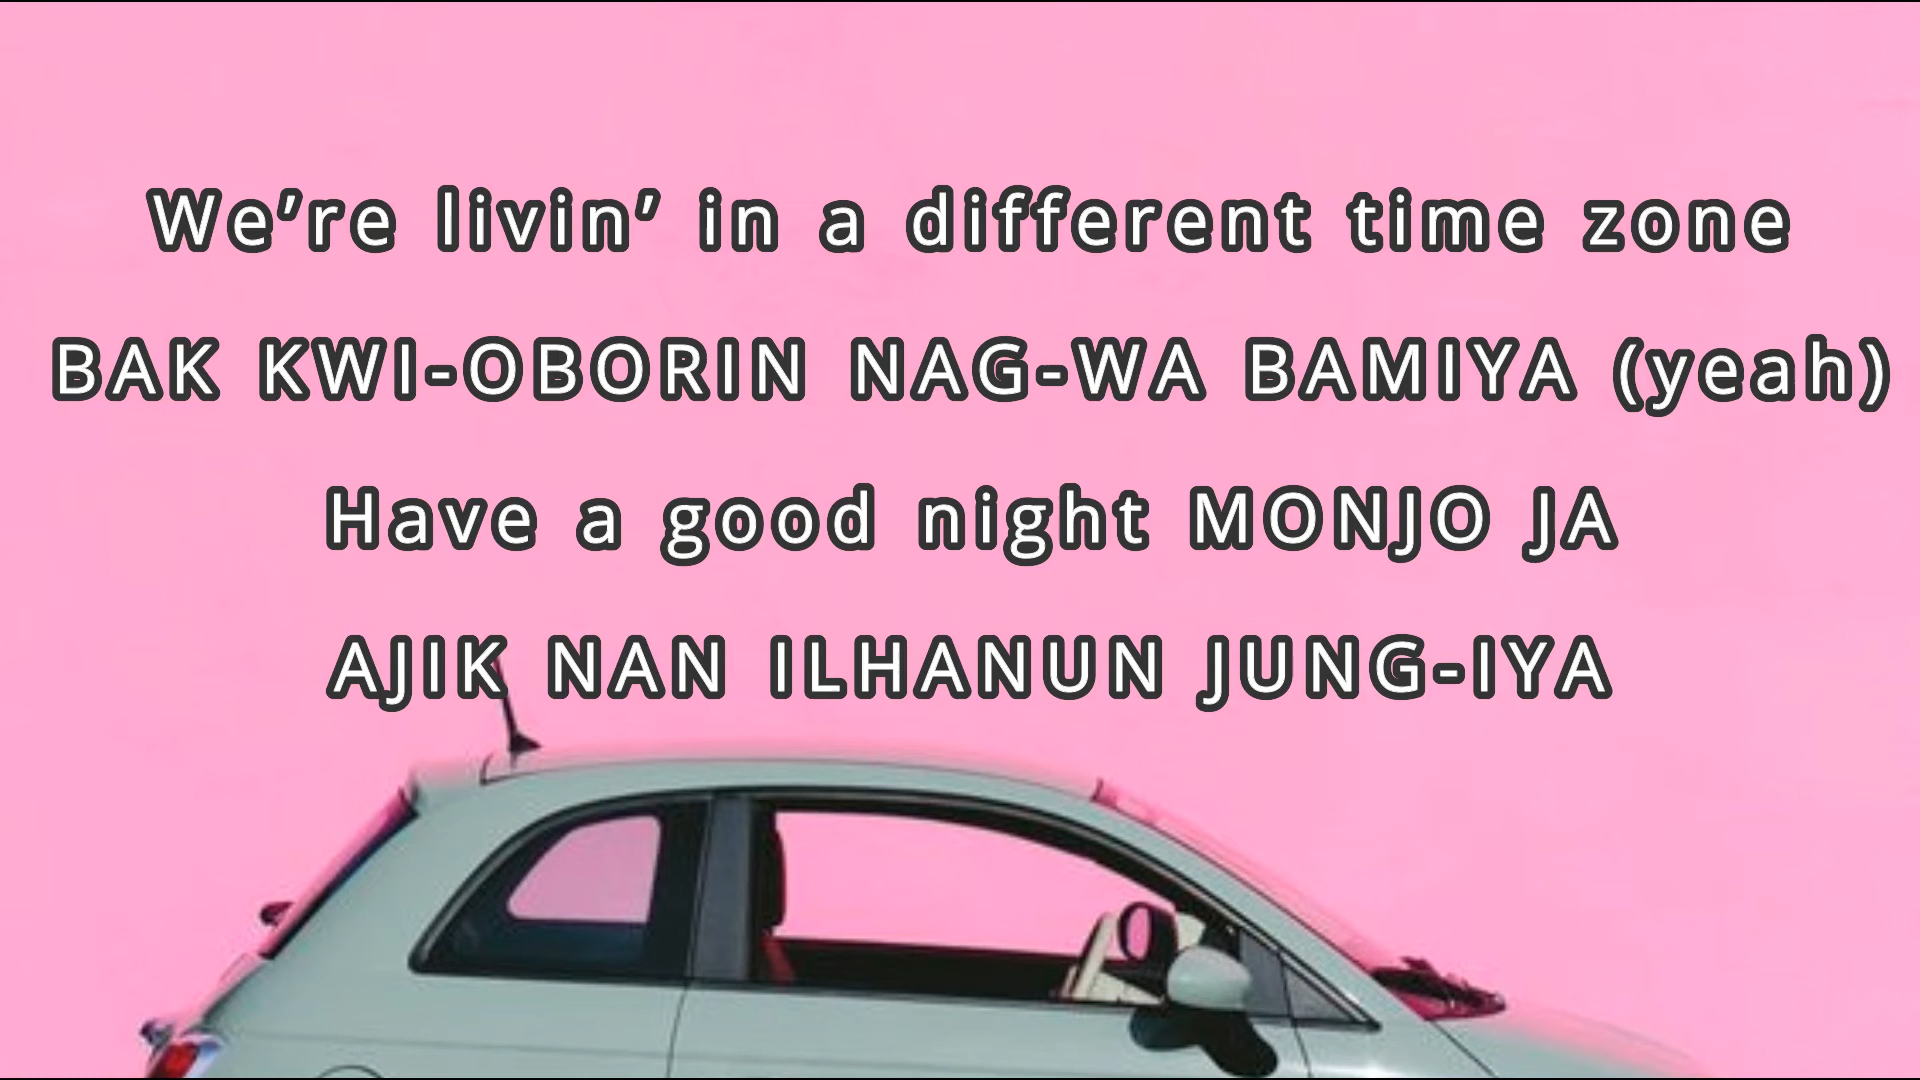 We’re livin’ in a different time zone
BAK KWI-OBORIN NAG-WA BAMIYA (yeah)
Have a good night MONJO JA
AJIK NAN ILHANUN JUNG-IYA